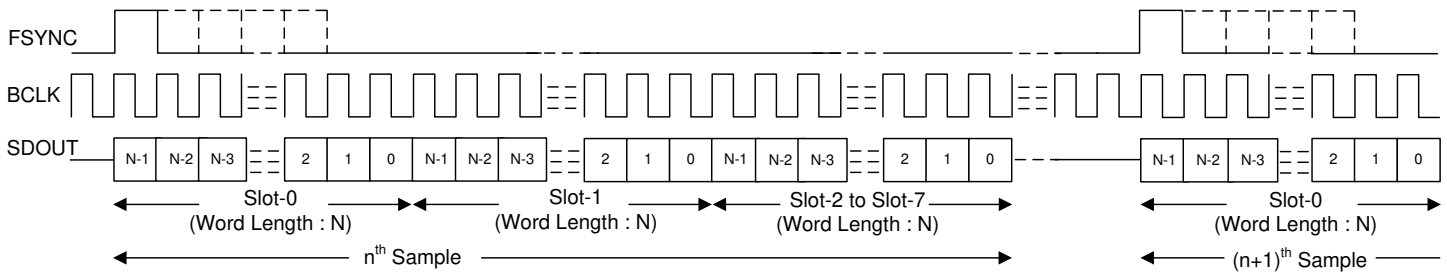 FSYNC
BCLK
SDOUT
N-1 N-2 N-3 2 1 0 N-1 N-2 N-3 2 1 0 N-1 N-2 N-3 2 1 0 N-1 N-2 N-3 2 1 0
Slot-0 Slot-1 Slot-2 to Slot-7 Slot-0
(Word Length : N) (Word Length : N) (Word Length : N) (Word Length : N)
nth Sample (n+1)th Sample